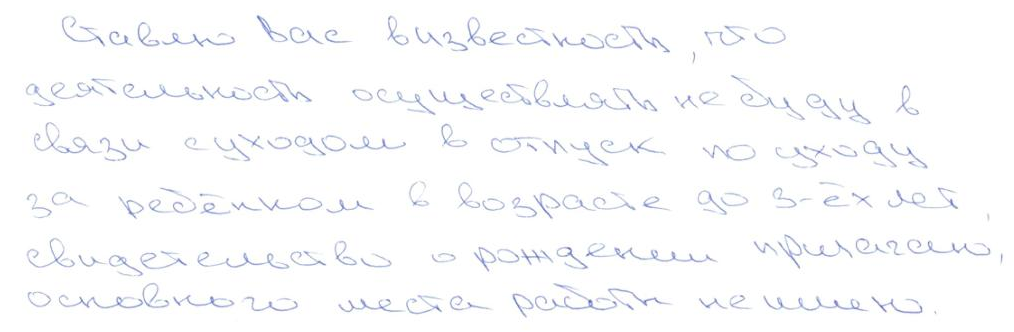 Ставлю Вас визвестность, что
деятельность осуществлять не буду в
связи с уходом в отпуск по уходу
за ребёнком в возрасте до 3-ёх лет,
свидетельство о рождении прилагаю,
основного места работы не имею.